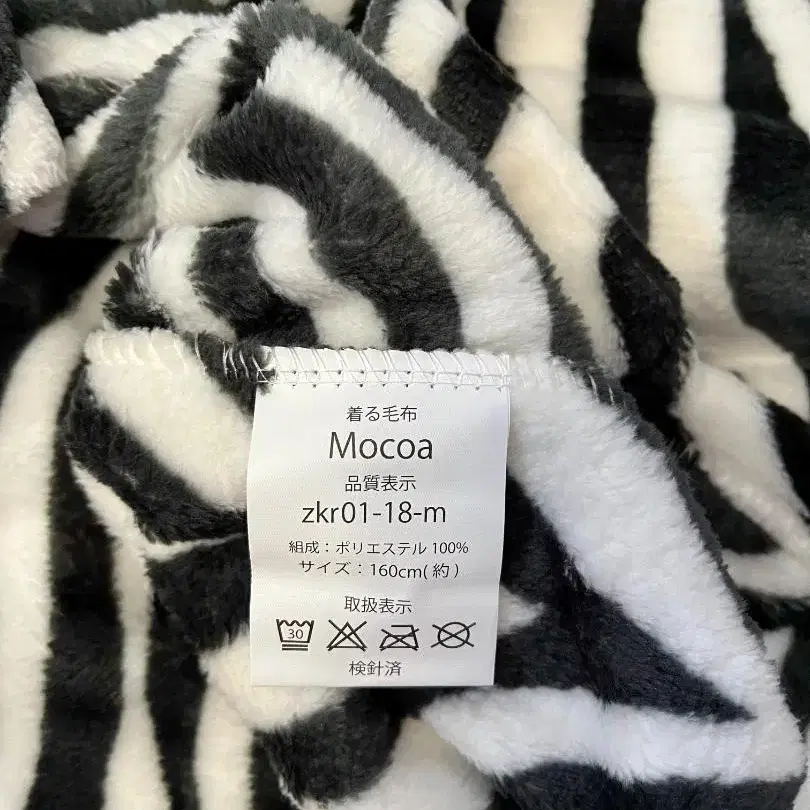 着る毛布
Mocoa
品質表示
zkr01-18-m
組成：ポリエステル 100%
サイズ：160cm(約)
取扱表示
30
検針済